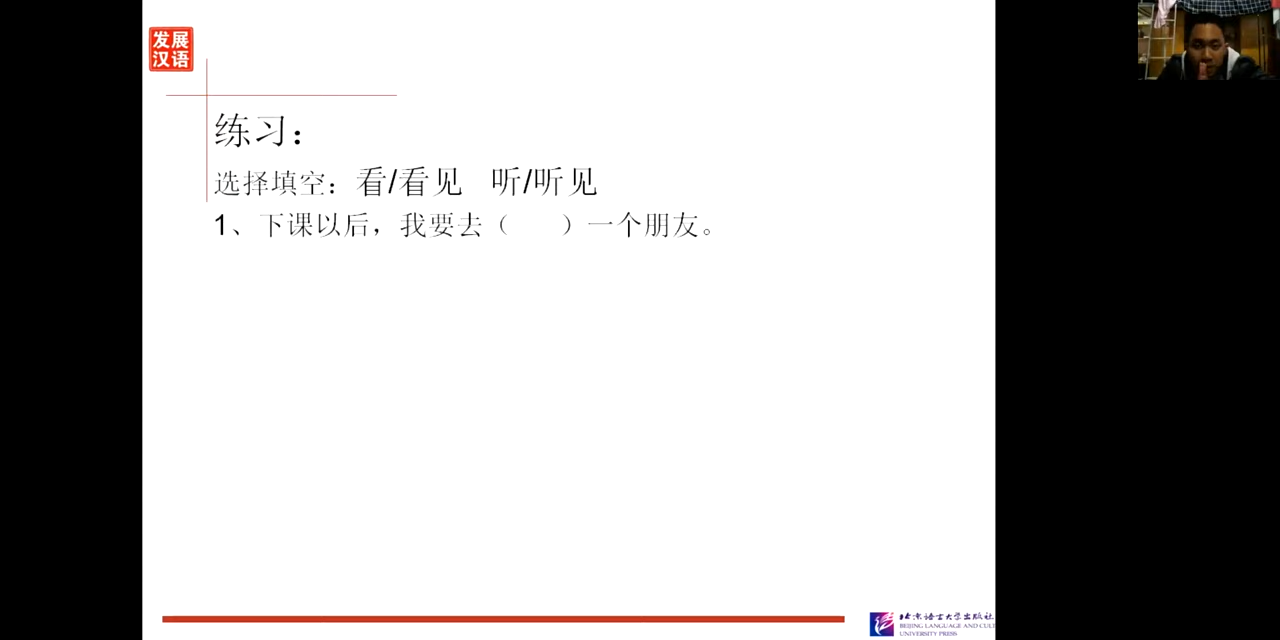 发展
汉语
练习：
选择填空：看/看见 听/听见
1、下课以后，我要去（ ）一个朋友。
北京语言大学出版社
BEIJING LANGUAGE AND CULT
UNIVERSITY PRESS